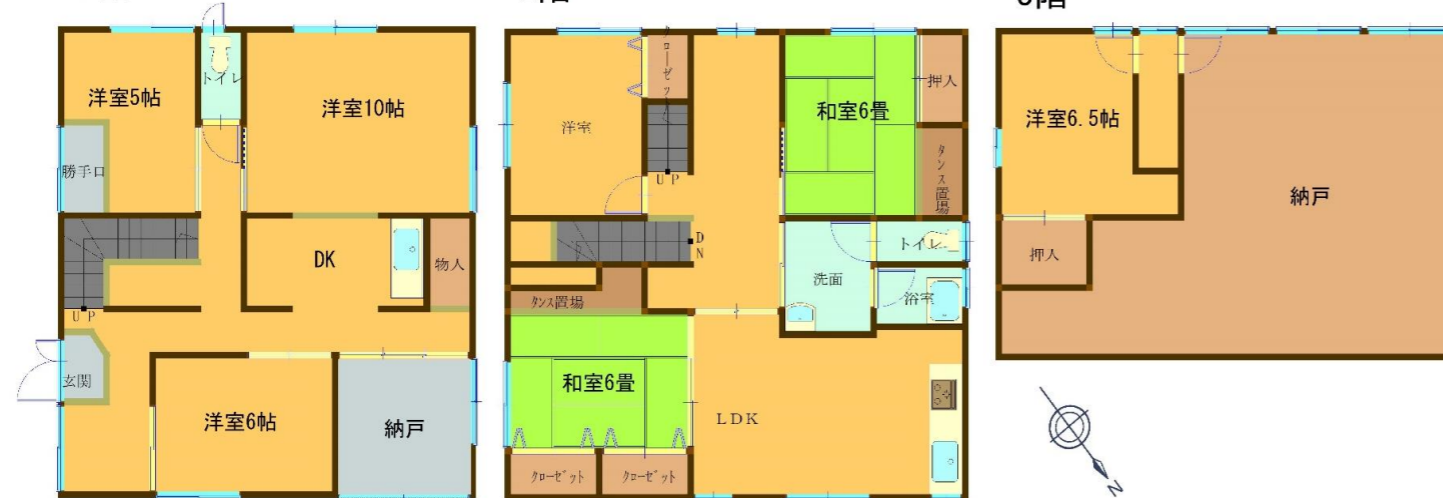 階
階
洋室5帖
トイレ
洋室10帖
勝手口
DK
物入
UP
玄関
洋室6帖
納戸
クローゼット
洋室
UP
和室6畳
押入
タンス置場
DN
トイレ
洗面
浴室
タンス置場
和室6畳
LDK
クローゼット
クローゼット
洋室6.5帖
納戸
押入
N